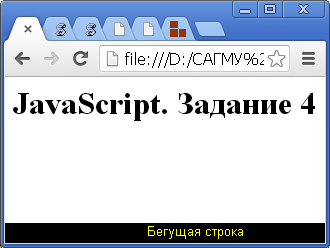 file:///D:/САГМУ%2
JavaScript. Задание 4
Бегущая строка